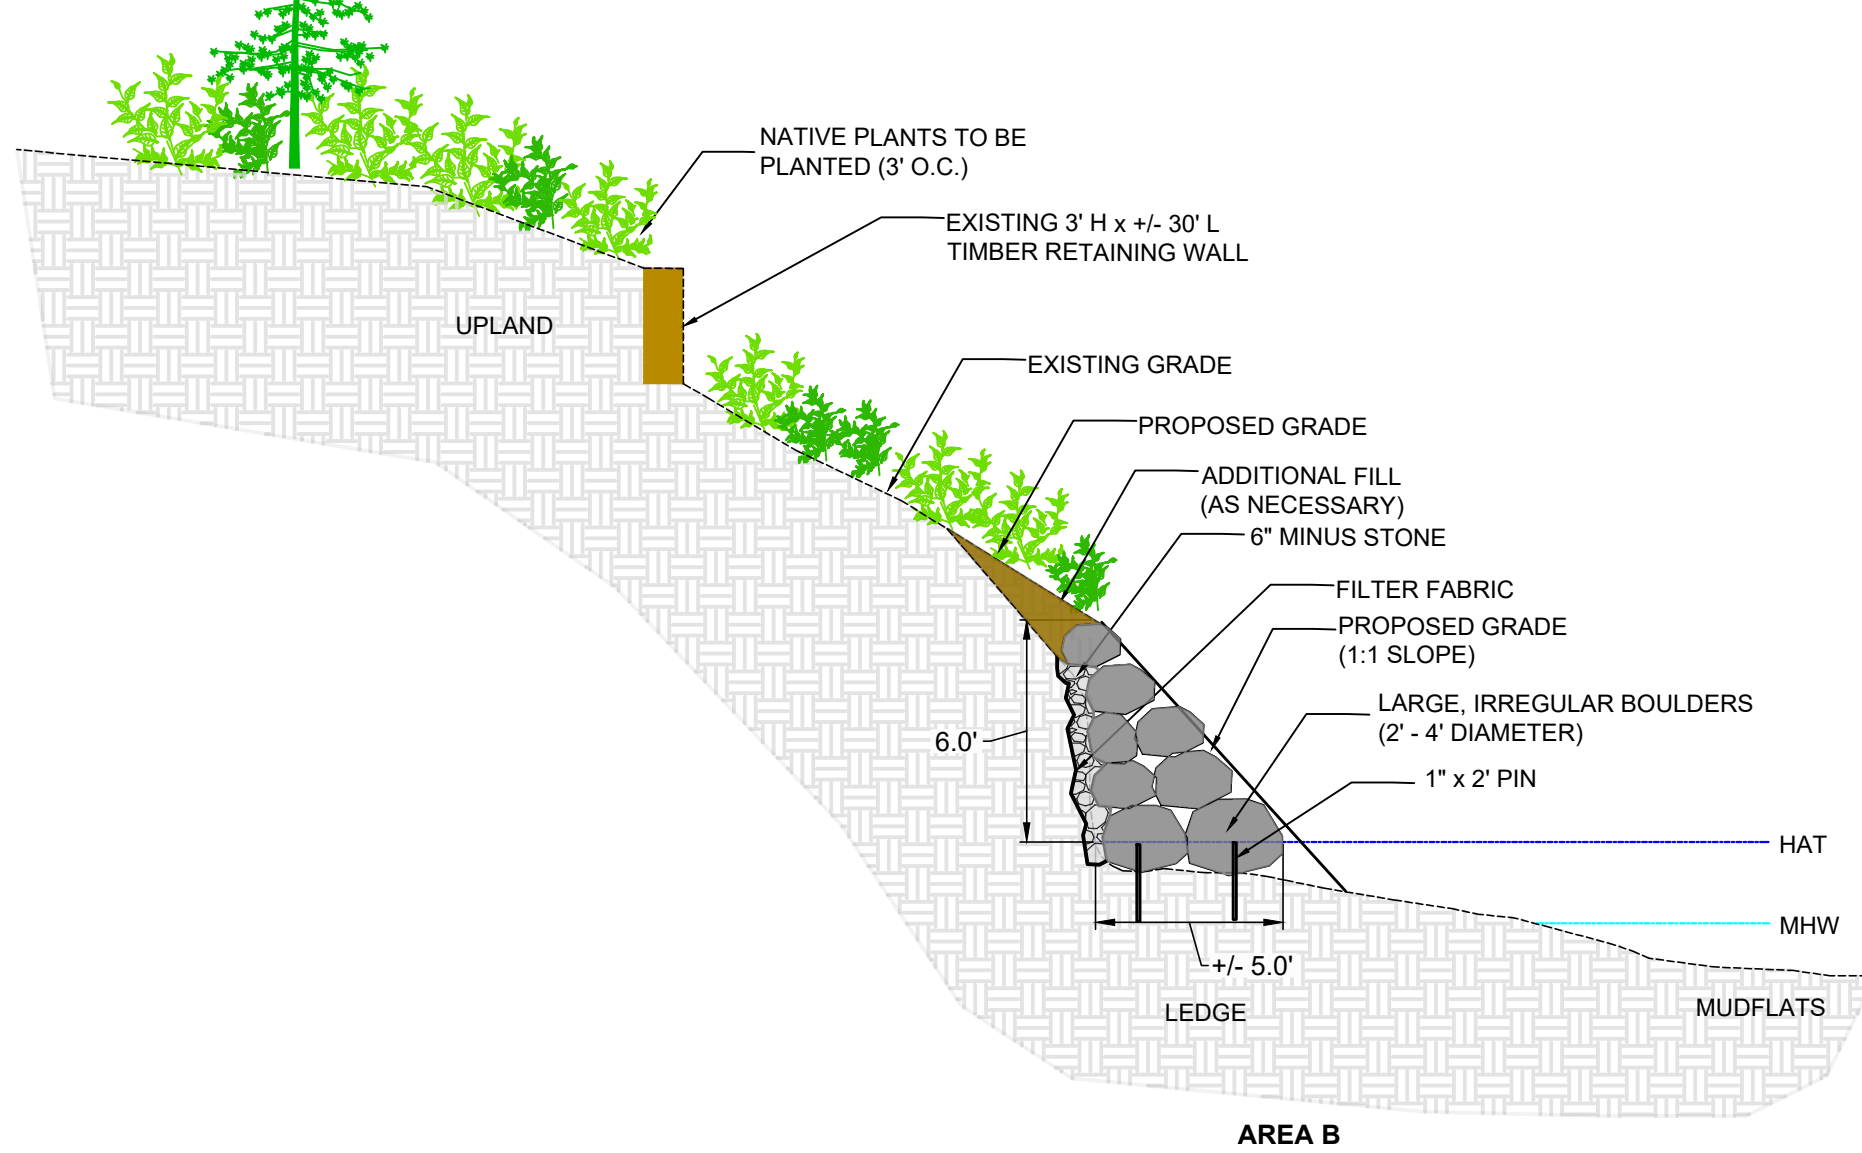 NATIVE PLANTS TO BE
PLANTED (3' O.C.)
EXISTING 3' H x +/- 30' L
TIMBER RETAINING WALL
UPLAND
EXISTING GRADE
PROPOSED GRADE
ADDITIONAL FILL
(AS NECESSARY)
6" MINUS STONE
FILTER FABRIC
PROPOSED GRADE
(1:1 SLOPE)
LARGE, IRREGULAR BOULDERS
(2' - 4' DIAMETER)
6.0'
1" x 2' PIN
HAT
MHW
+/- 5.0'
LEDGE
MUDFLATS
AREA B